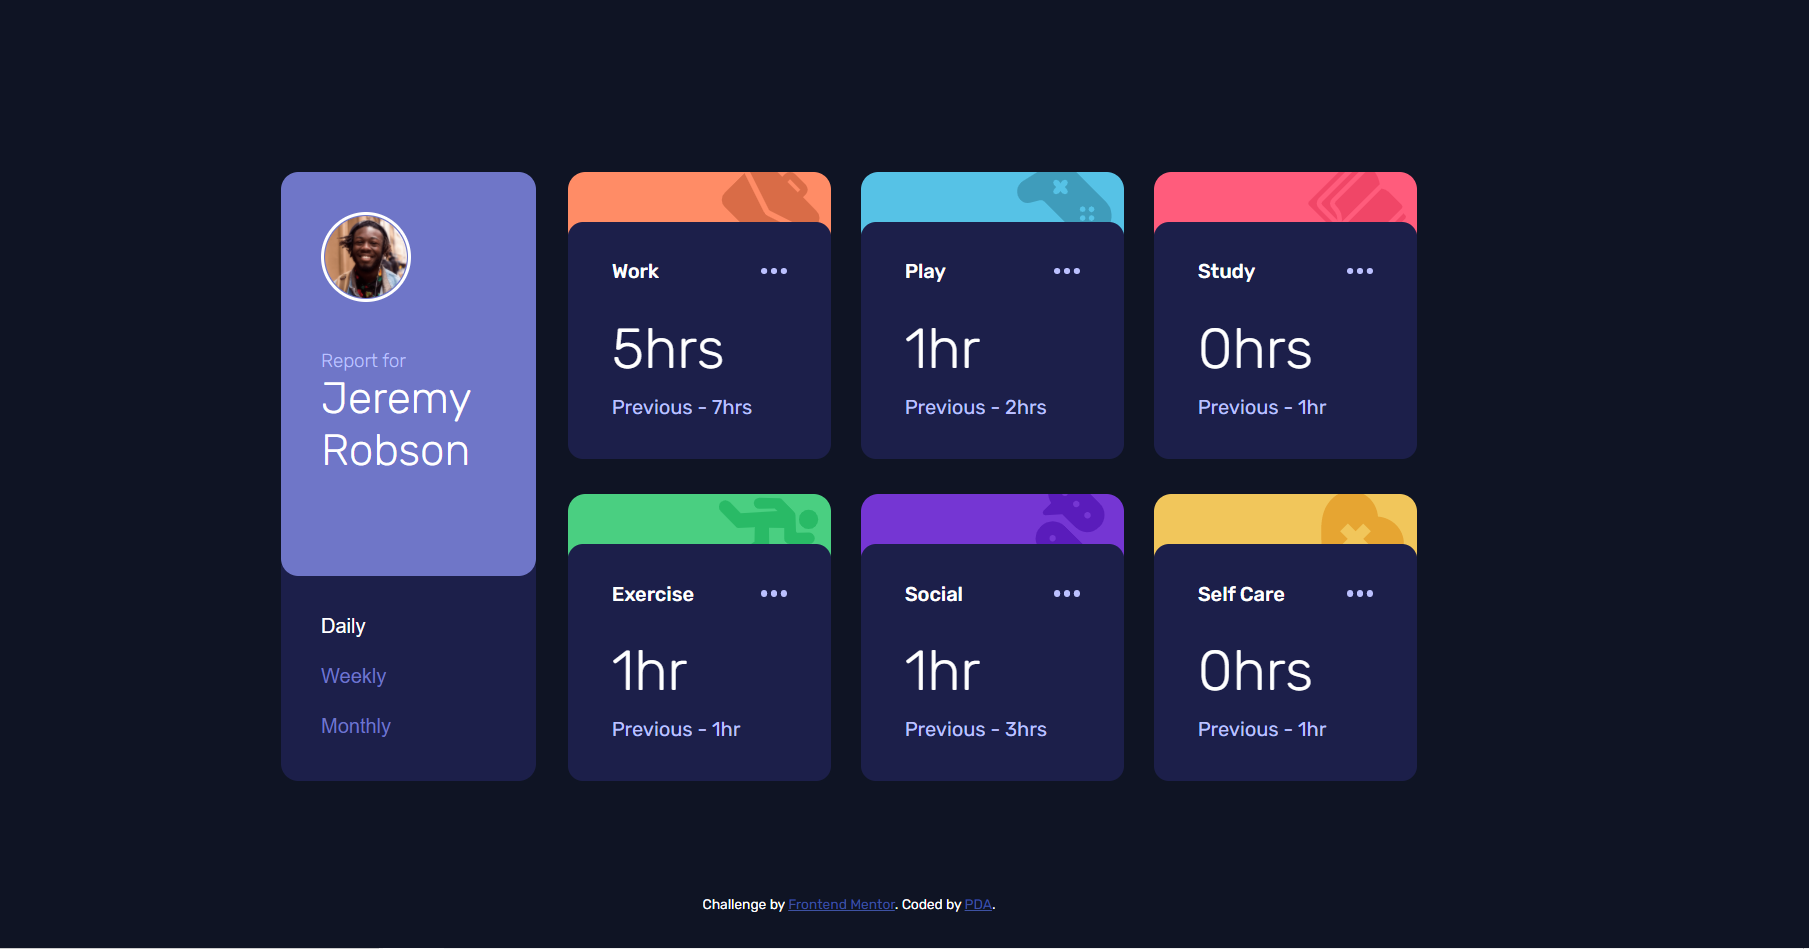 Report for
Jeremy
Robson
Daily
Weekly
Monthly
Work
5hrs
Previous - 7hrs
Play
1hr
Previous - 2hrs
Study
0hrs
Previous - 1hr
Exercise
1hr
Previous - 1hr
Social
1hr
Previous - 3hrs
Self Care
0hrs
Previous - 1hr
Challenge by Frontend Mentor. Coded by PDA.